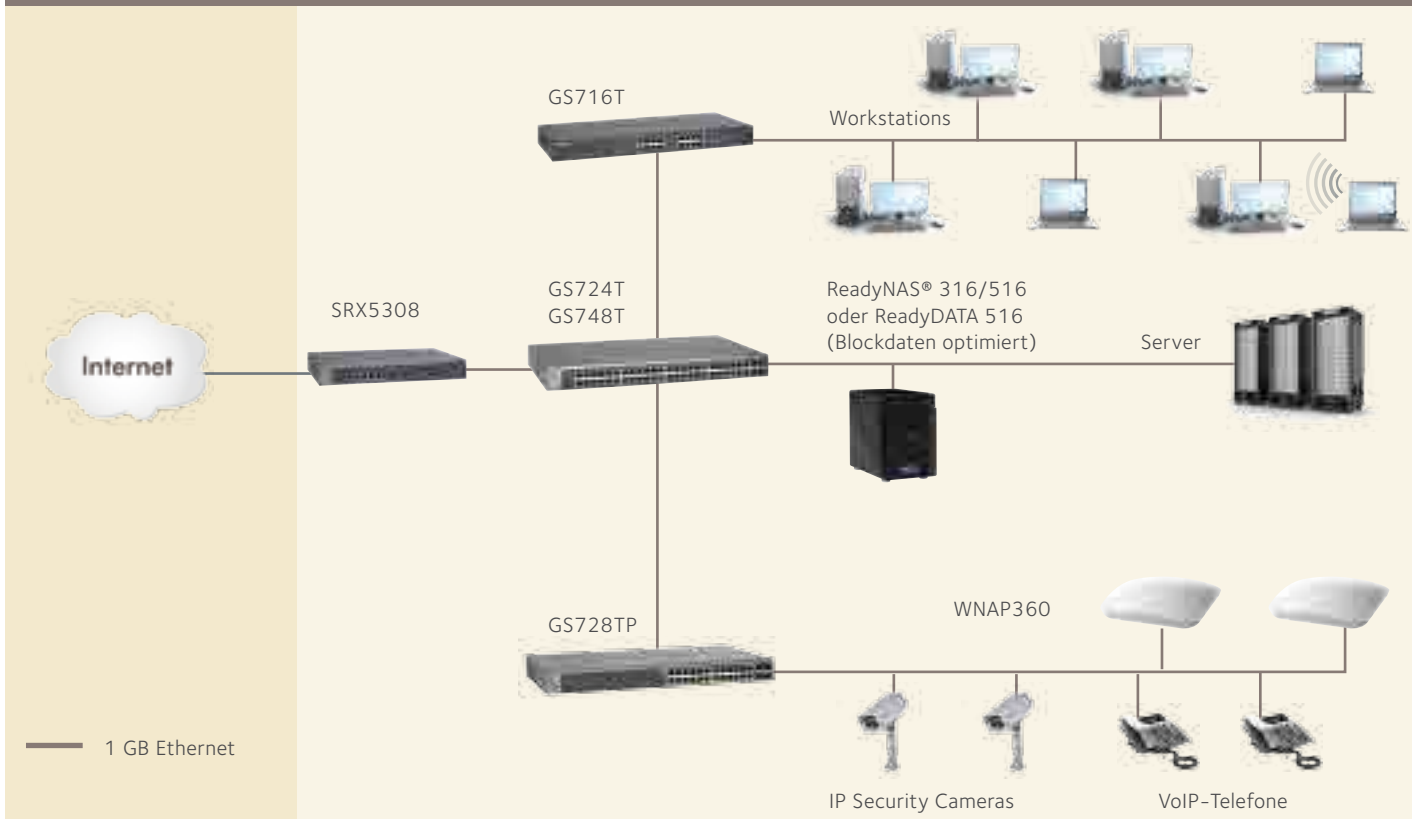 GS716T
Workstations
SRX5308
GS724T
GS748T
ReadyNAS® 316/516
oder ReadyDATA 516
(Blockdaten optimiert)
Server
Internet
GS728TP
WNAP360
1 GB Ethernet
IP Security Cameras
VoIP-Telefone